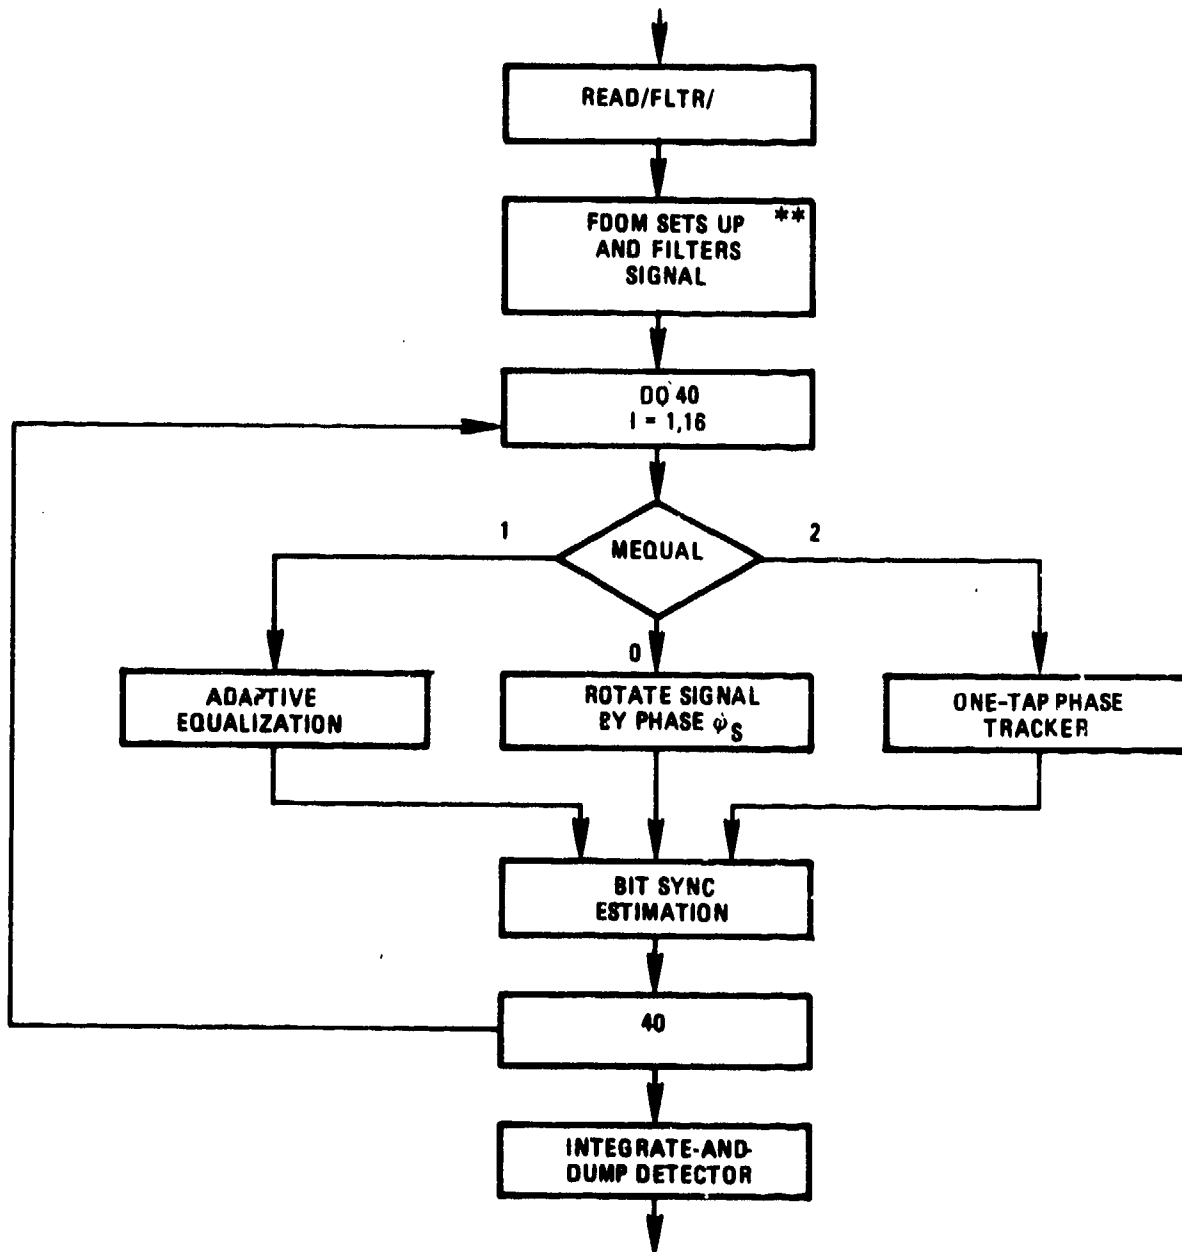 READ/FLTR/
FDOM SETS UP **
AND FILTERS
SIGNAL
DO 40
I = 1,16
1
MEQUAL
2
0
ADAPTIVE
EQUALIZATION
ROTATE SIGNAL
BY PHASE ψS
ONE-TAP PHASE
TRACKER
BIT SYNC
ESTIMATION
40
INTEGRATE-AND-
DUMP DETECTOR